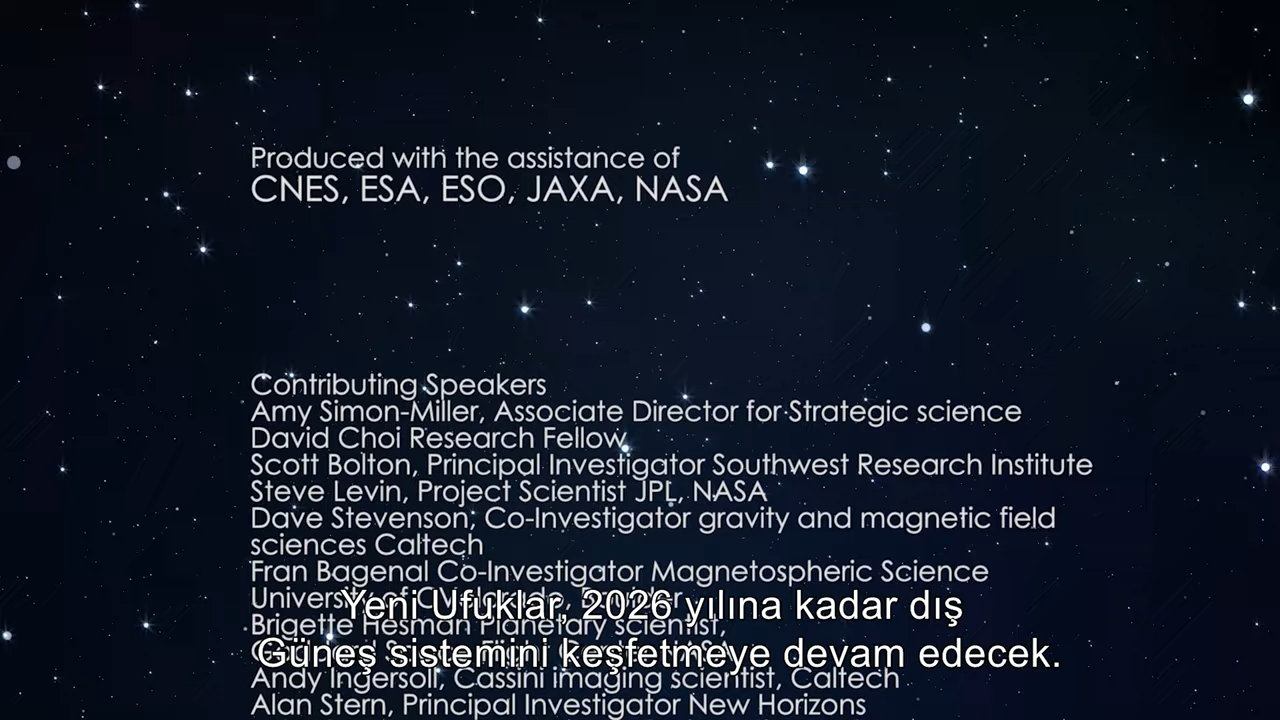 Produced with the assistance of
CNES, ESA, ESO, JAXA, NASA
Contributing Speakers
Amy Simon-Miller, Associate Director for Strategic science
David Choi Research Fellow
Scott Bolton, Principal Investigator Southwest Research Institute
Steve Levin, Project Scientist JPL, NASA
Dave Stevenson, Co-Investigator gravity and magnetic field
sciences Caltech
Fran Bagenal Co-Investigator Magnetospheric Science
University of
Yeni Ufuklar, 2026 yılına kadar dış
Brigette Hesman Planetary scientist,
Güneş sistemini keşfetmeye devam edecek.
Andy Ingersoll, Cassini imaging scientist, Caltech
Alan Stern, Principal Investigator New Horizons